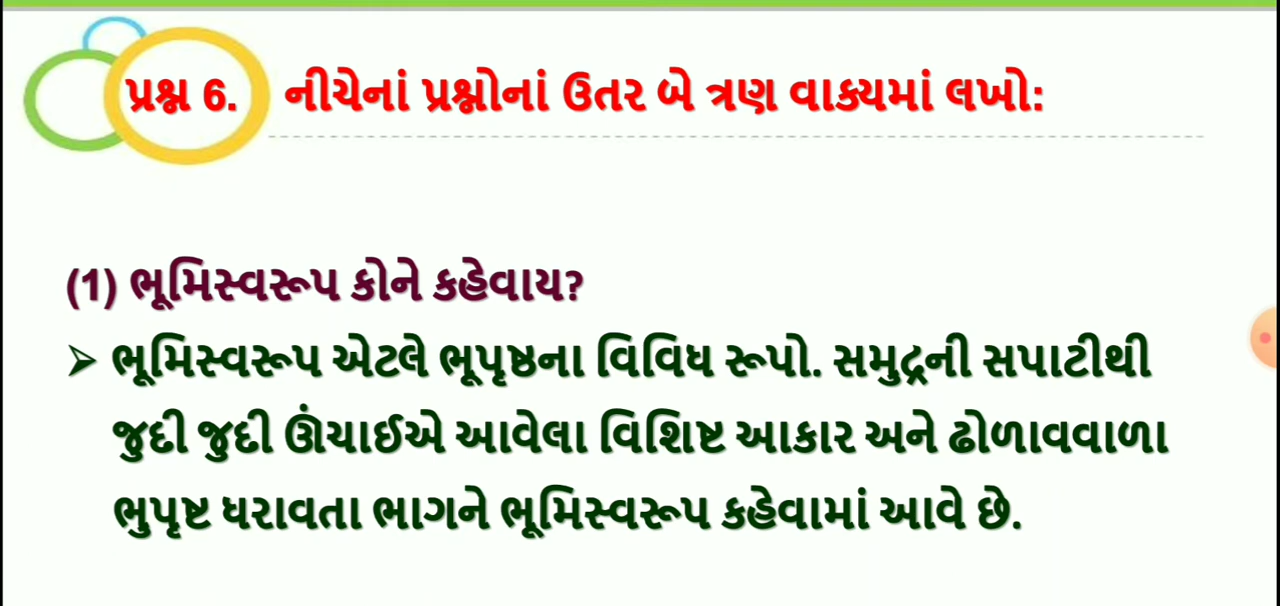 પ્રશ્ન 6. નીચેનાં પ્રશ્નોનાં ઉતર બે ત્રણ વાક્યમાં લખો:
(1) ભૂમિસ્વરૂપ કોને કહેવાય?
➢ ભૂમિસ્વરૂપ એટલે ભૂપૃષ્ઠના વિવિધ રૂપો. સમુદ્રની સપાટીથી
જુદી જુદી ઊંચાઈએ આવેલા વિશિષ્ટ આકાર અને ઢોળાવવાળા
ભુપૃષ્ટ ધરાવતા ભાગને ભૂમિસ્વરૂપ કહેવામાં આવે છે.